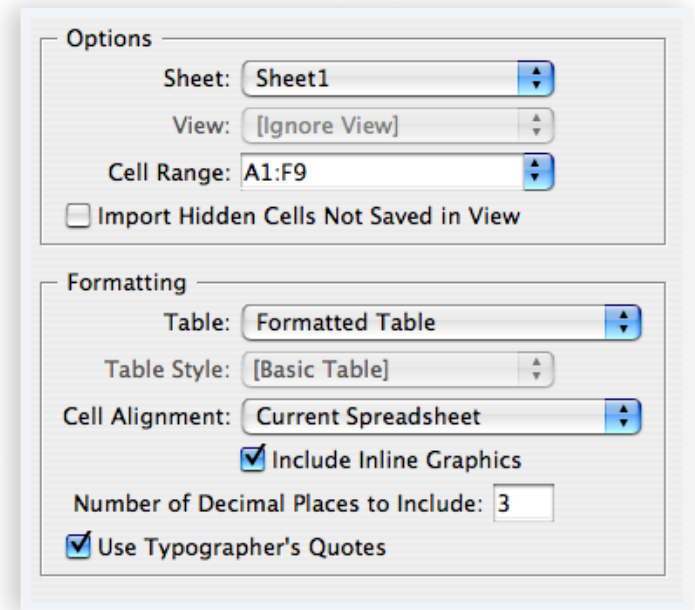 Options
Sheet: Sheet1
View: [Ignore View]
Cell Range: A1:F9
Import Hidden Cells Not Saved in View
Formatting
Table: Formatted Table
Table Style: [Basic Table]
Cell Alignment: Current Spreadsheet
Include Inline Graphics
Number of Decimal Places to Include: 3
Use Typographer's Quotes